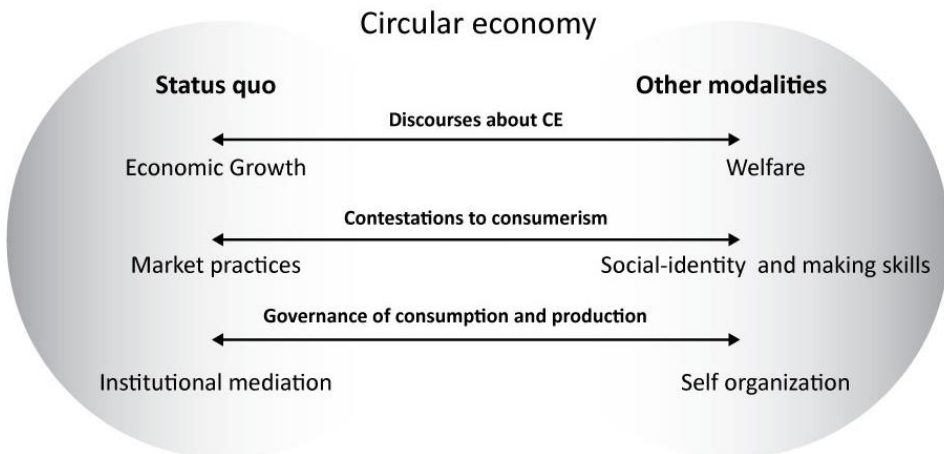 Circular economy
Status quo
Other modalities
Discourses about CE
Economic Growth
Welfare
Contestations to consumerism
Market practices
Social-identity and making skills
Governance of consumption and production
Institutional mediation
Self organization